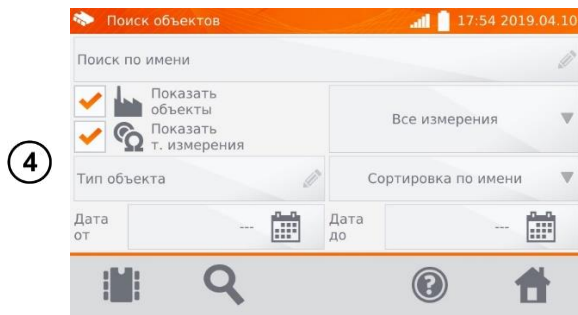 Поиск объектов 17:54 2019.04.10
Поиск по имени
Показать
объекты
Все измерения
Показать
т. измерения
4
Тип объекта
Сортировка по имени
Дата
от
---
Дата
до
---
?